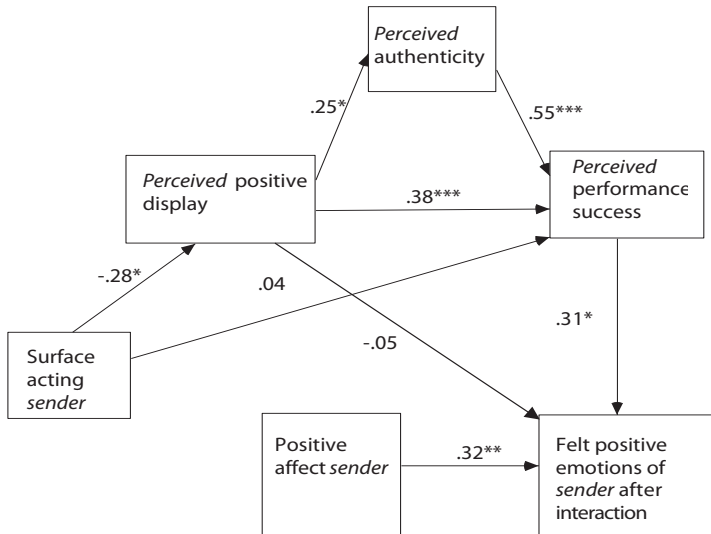 Perceived
authenticity
.25*
.55***
Perceived positive
display
.38***
Perceived
performance
success
-.28*
.04
-.05
.31*
Surface
acting
sender
Positive
affect sender
.32**
Felt positive
emotions of
sender after
interaction